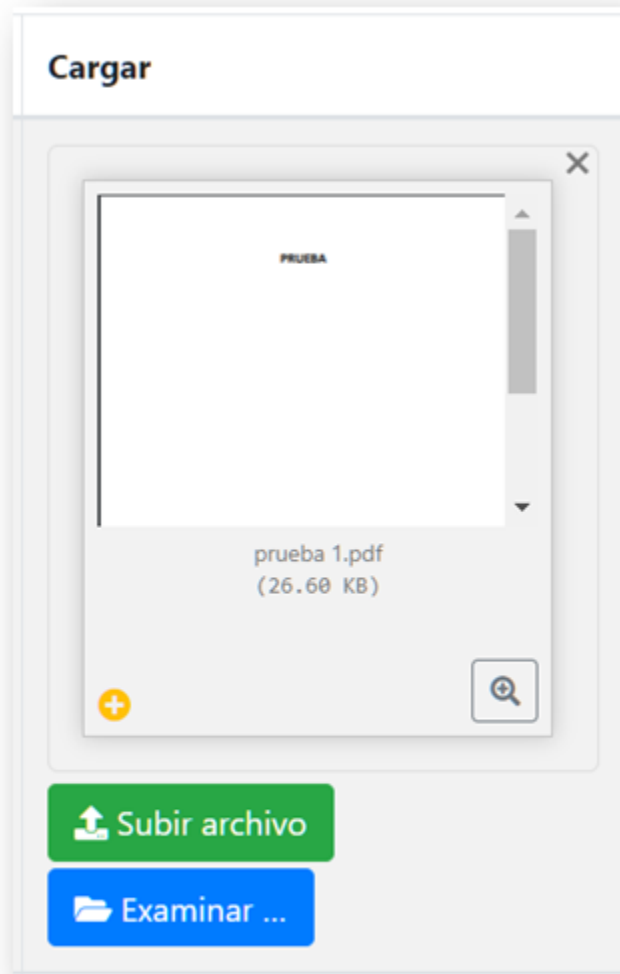 Cargar
PRUEBA
prueba 1.pdf
(26.60 KB)
Subir archivo
Examinar ...